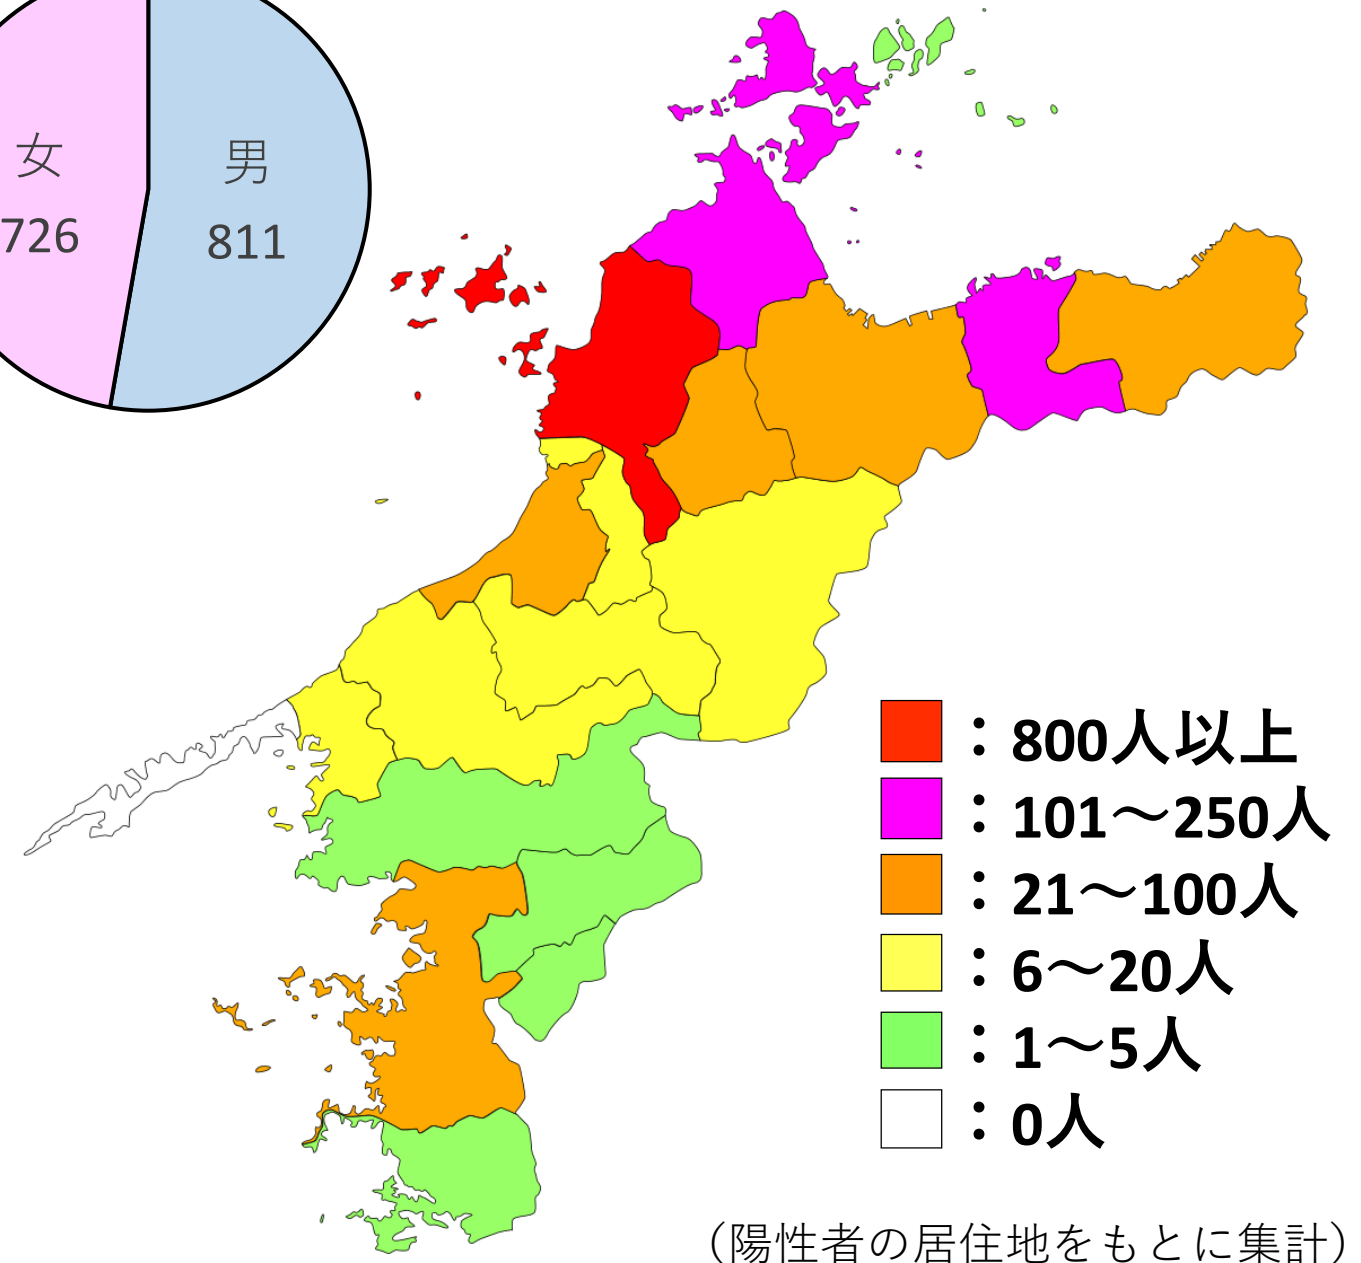 女
726
男
811
：800人以上
：101～250人
：21～100人
：6～20人
：1～5人
：0人
（陽性者の居住地をもとに集計）